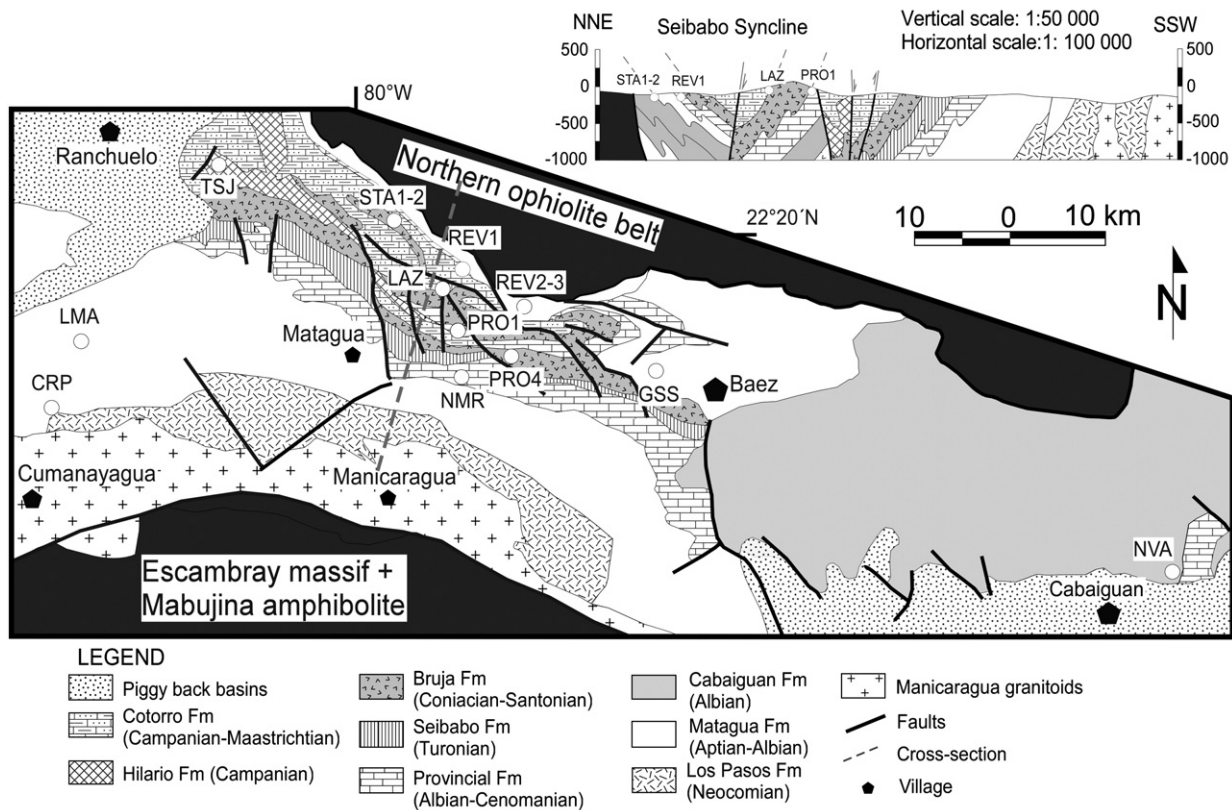 NNE
Seibabo Syncline
Vertical scale: 1:50 000
Horizontal scale:1: 100 000
SSW
500
0
-500
-1000
STA1-2
REV1
LAZ
PRO1
500
0
-500
-1000
80°W
22°20´N
10 0 10 km
N
Ranchuelo
TSJ
STA1-2
Northern ophiolite belt
REV1
LAZ
REV2-3
LMA
Matagua
PRO1
CRP
PRO4
NMR
GSS
Baez
Cumanayagua
Manicaragua
Escambray massif +
Mabujina amphibolite
NVA
Cabaiguan
LEGEND
Piggy back basins
Cotorro Fm
(Campanian-Maastrichtian)
Hilario Fm (Campanian)
Bruja Fm
(Coniacian-Santonian)
Seibabo Fm
(Turonian)
Provincial Fm
(Albian-Cenomanian)
Cabaiguan Fm
(Albian)
Matagua Fm
(Aptian-Albian)
Los Pasos Fm
(Neocomian)
Manicaragua granitoids
Faults
Cross-section
Village